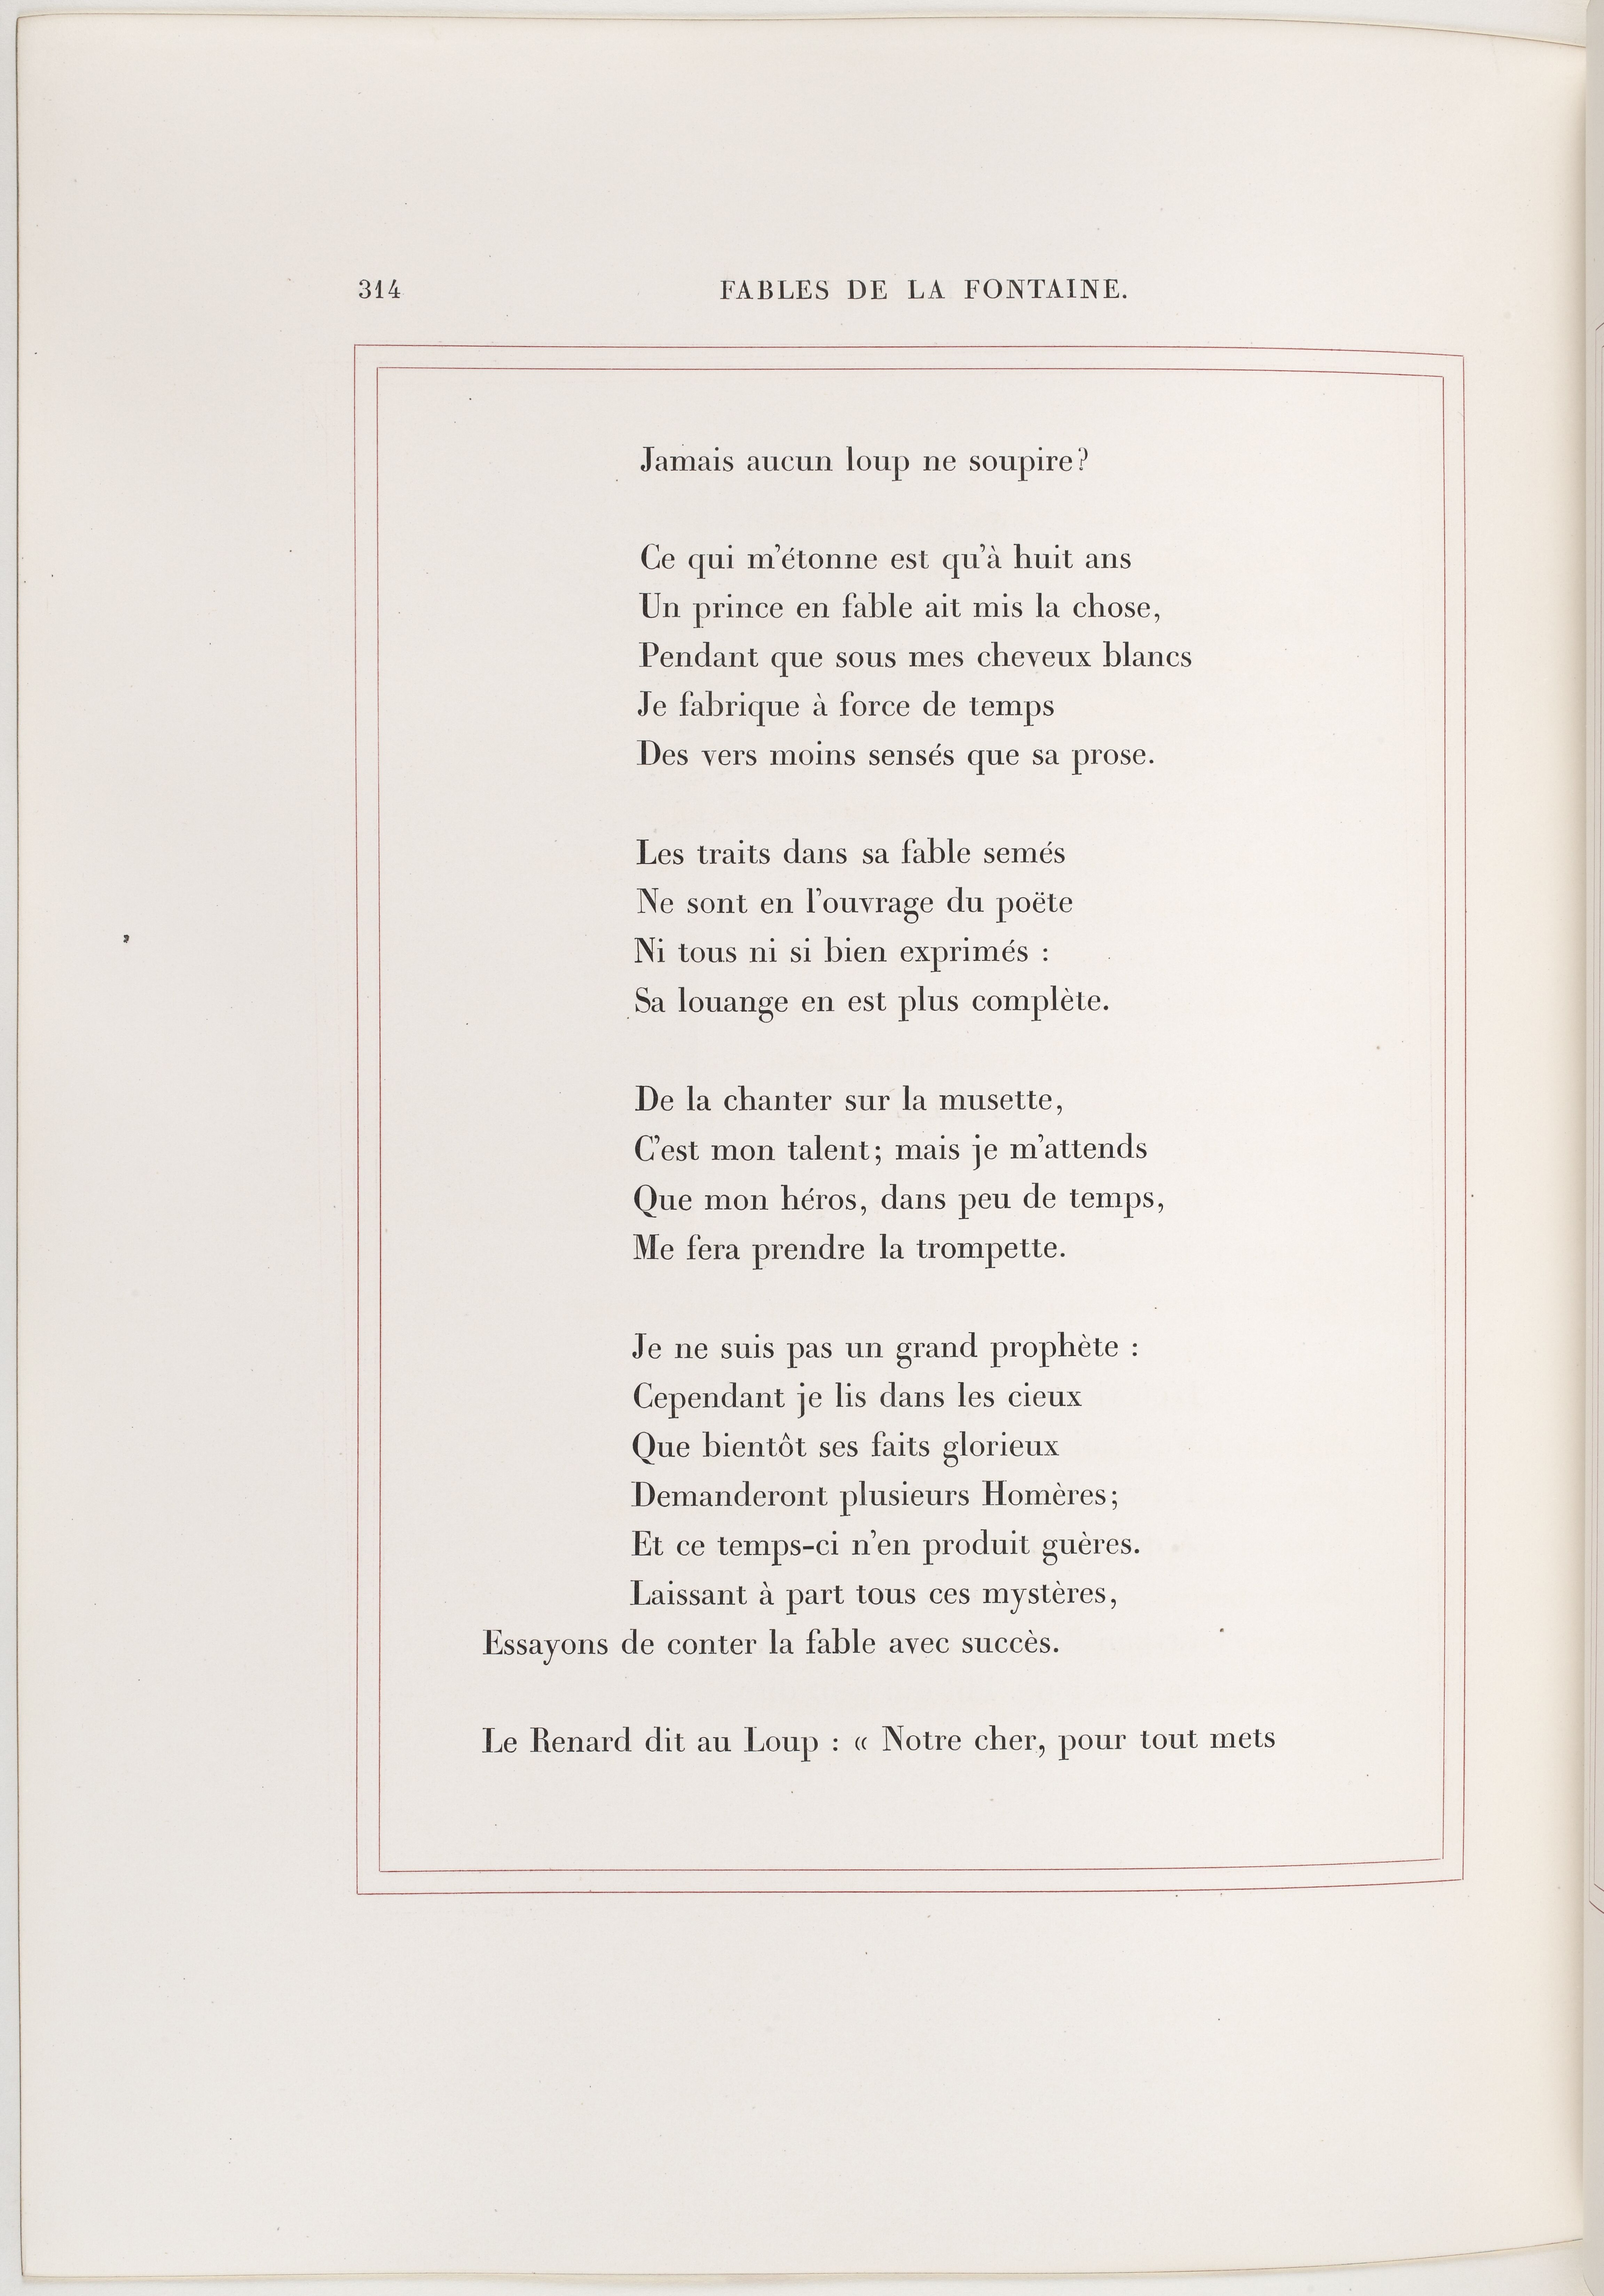 314
FABLES DE LA FONTAINE.
Jamais aucun loup ne soupire?
Ce qui m'étonne est qu'à huit ans
Un prince en fable ait mis la chose,
Pendant que sous mes cheveux blancs
Je fabrique à force de temps
Des vers moins sensés que sa prose.
Les traits dans sa fable semés
Ne sont en l'ouvrage du poëte
Ni tous ni si bien exprimés :
Sa louange en est plus complète.
De la chanter sur la musette,
C'est mon talent; mais je m'attends
Que mon héros, dans peu de temps,
Me fera prendre la trompette.
Je ne suis pas un grand prophète :
Cependant je lis dans les cieux
Que bientôt ses faits glorieux
Demanderont plusieurs Homères;
Et ce temps-ci n'en produit guères.
Laissant à part tous ces mystères,
Essayons de conter la fable avec succès.
Le Renard dit au Loup : « Notre cher, pour tout mets